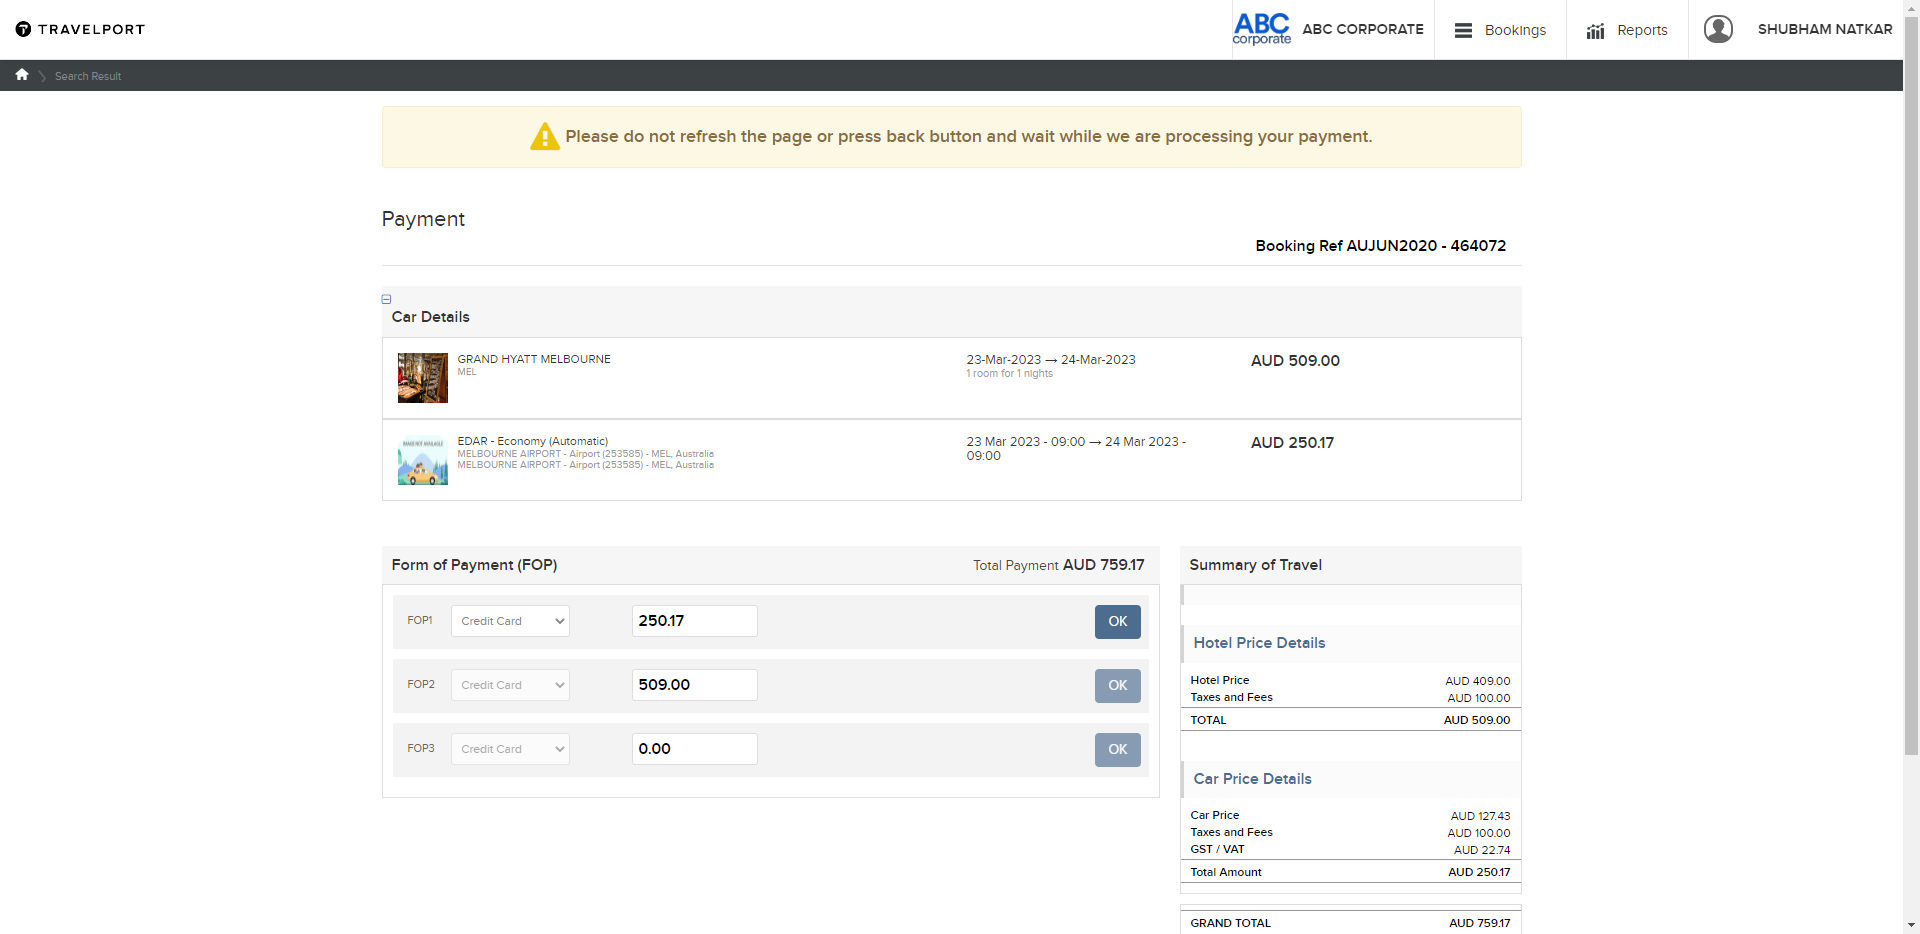 TRAVELPORT
ABC
corporate
ABC CORPORATE
Bookings
Reports
SHUBHAM NATKAR
Search Result
Please do not refresh the page or press back button and wait while we are processing your payment.
Payment
Booking Ref AUJUN2020 - 464072
Car Details
GRAND HYATT MELBOURNE
MEL
23-Mar-2023 → 24-Mar-2023
1 room for 1 nights
AUD 509.00
IMAGE NOT AVAILABLE
EDAR - Economy (Automatic)
MELBOURNE AIRPORT - Airport (253585) - MEL, Australia
MELBOURNE AIRPORT - Airport (253585) - MEL, Australia
23 Mar 2023 - 09:00 → 24 Mar 2023 -
09:00
AUD 250.17
Form of Payment (FOP)
Total Payment AUD 759.17
FOP1 Credit Card 250.17 OK
FOP2 Credit Card 509.00 OK
FOP3 Credit Card 0.00 OK
Summary of Travel
Hotel Price Details
Hotel Price AUD 409.00
Taxes and Fees AUD 100.00
TOTAL AUD 509.00
Car Price Details
Car Price AUD 127.43
Taxes and Fees AUD 100.00
GST / VAT AUD 22.74
Total Amount AUD 250.17
GRAND TOTAL AUD 759.17